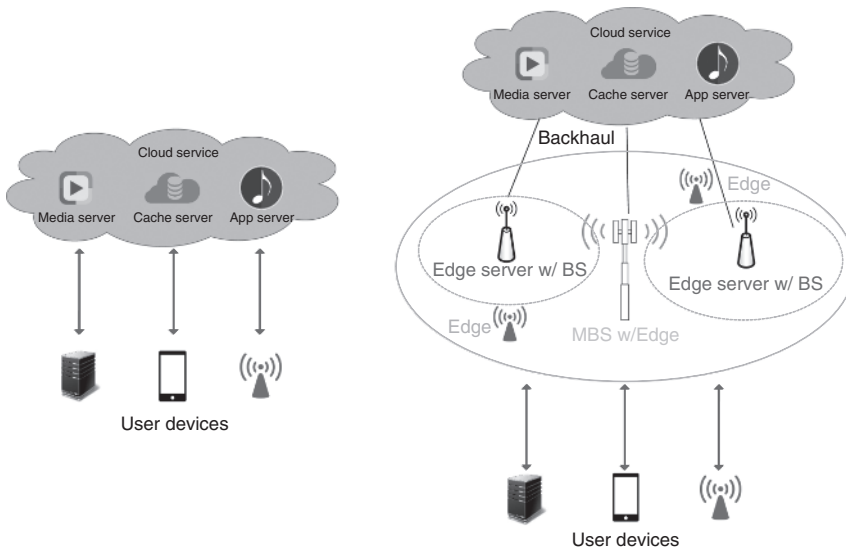 Cloud service
Media server Cache server App server
User devices
Cloud service
Media server Cache server App server
Backhaul
Edge
Edge server w/ BS
Edge server w/ BS
Edge
MBS w/Edge
User devices